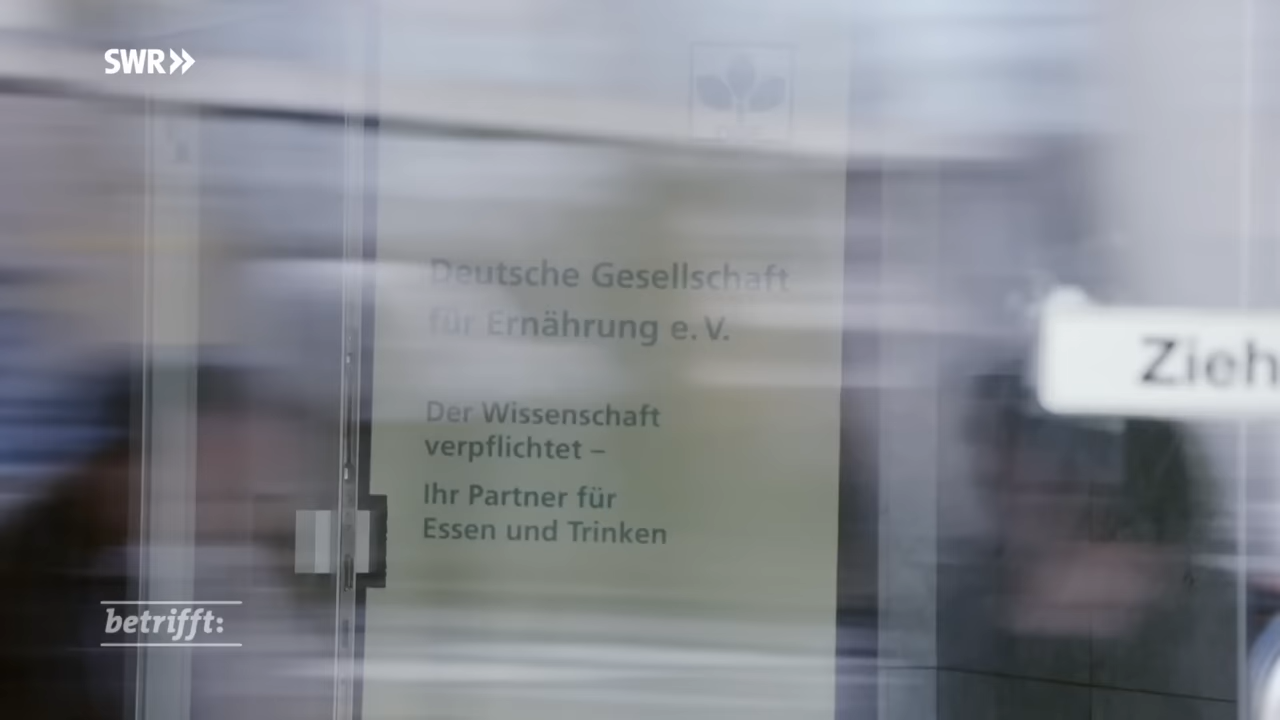 SWR
Deutsche Gesellschaft
für Ernährung e. V.
Der Wissenschaft
verpflichtet –
Ihr Partner für
Essen und Trinken
Zieh
betrifft: